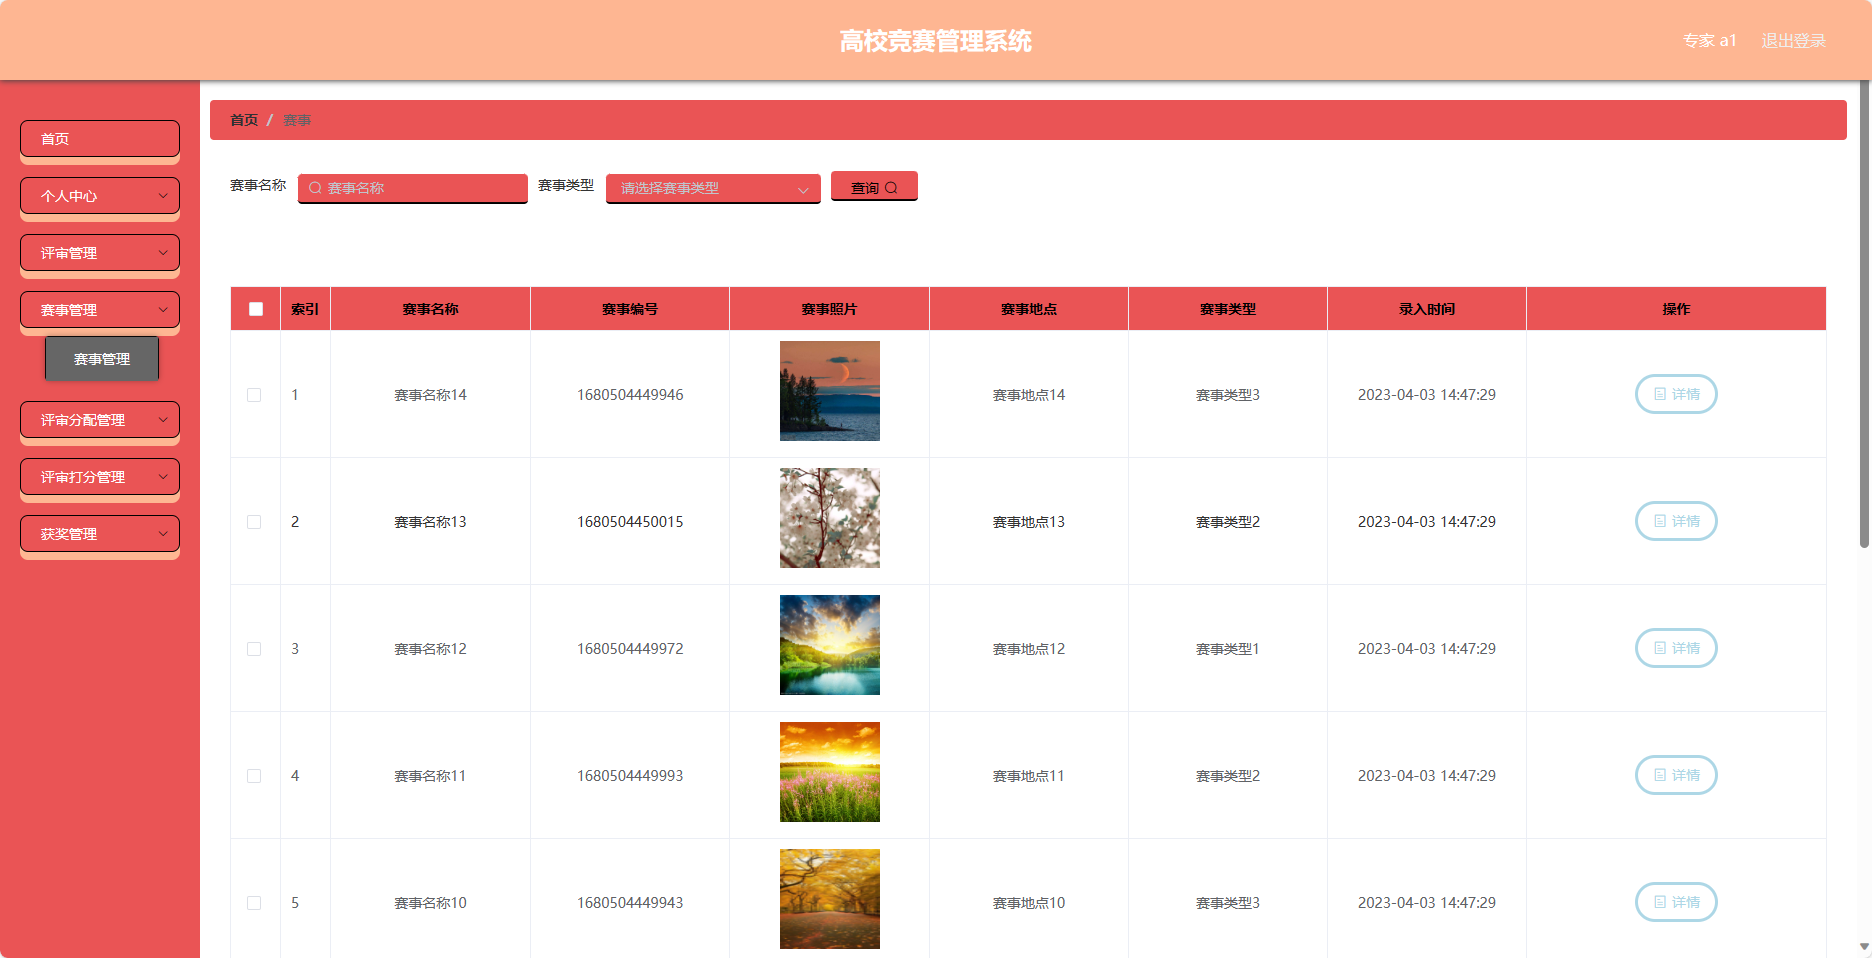 高校竞赛管理系统
专家 a1 退出登录
首页
个人中心
评审管理
赛事管理
赛事管理
评审分配管理
评审打分管理
获奖管理
首页 / 赛事
赛事名称 赛事名称 赛事类型 请选择赛事类型 查询
索引 赛事名称 赛事编号 赛事照片 赛事地点 赛事类型 录入时间 操作
1 赛事名称14 1680504449946 赛事地点14 赛事类型3 2023-04-03 14:47:29 详情
2 赛事名称13 1680504450015 赛事地点13 赛事类型2 2023-04-03 14:47:29 详情
3 赛事名称12 1680504449972 赛事地点12 赛事类型1 2023-04-03 14:47:29 详情
4 赛事名称11 1680504449993 赛事地点11 赛事类型2 2023-04-03 14:47:29 详情
5 赛事名称10 1680504449943 赛事地点10 赛事类型3 2023-04-03 14:47:29 详情